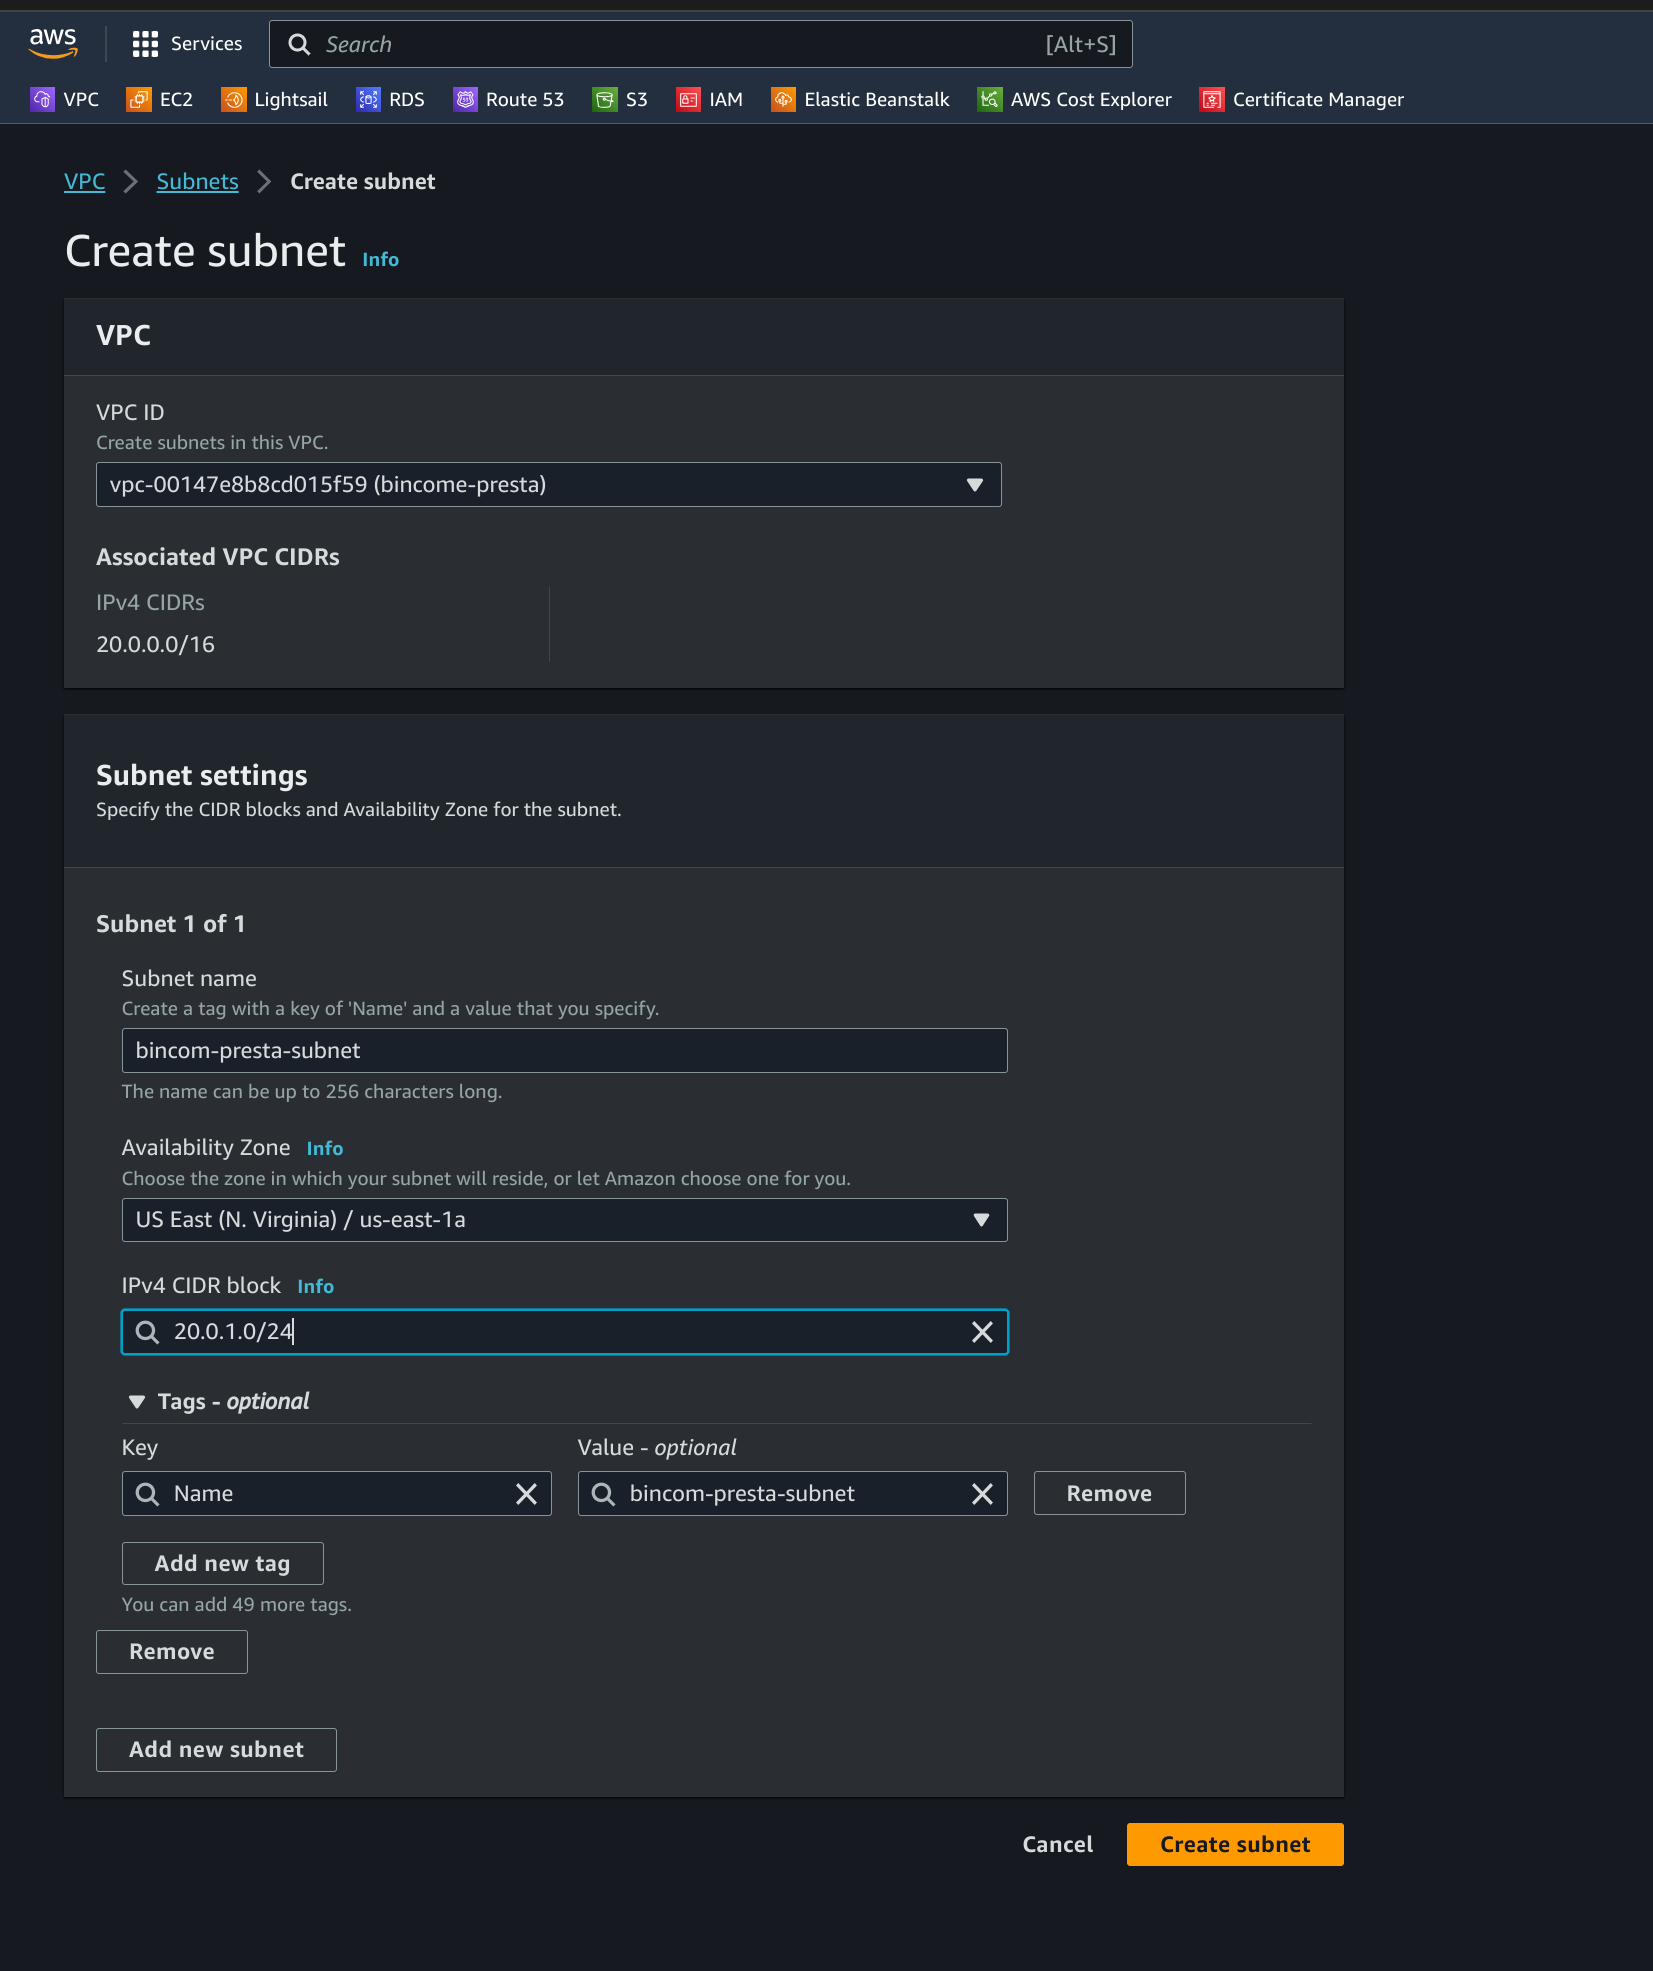 aws
Services
Search
[Alt+S]
VPC
EC2
Lightsail
RDS
Route 53
S3
IAM
Elastic Beanstalk
AWS Cost Explorer
Certificate Manager
VPC
Subnets
Create subnet
Create subnet Info
VPC
VPC ID
Create subnets in this VPC.
vpc-00147e8b8cd015f59 (bincome-presta)
Associated VPC CIDRs
IPv4 CIDRs
20.0.0.0/16
Subnet settings
Specify the CIDR blocks and Availability Zone for the subnet.
Subnet 1 of 1
Subnet name
Create a tag with a key of 'Name' and a value that you specify.
bincom-presta-subnet
The name can be up to 256 characters long.
Availability Zone Info
Choose the zone in which your subnet will reside, or let Amazon choose one for you.
US East (N. Virginia) / us-east-1a
IPv4 CIDR block Info
20.0.1.0/24
Tags - optional
Key
Value - optional
Name
bincom-presta-subnet
Remove
Add new tag
You can add 49 more tags.
Remove
Add new subnet
Cancel
Create subnet